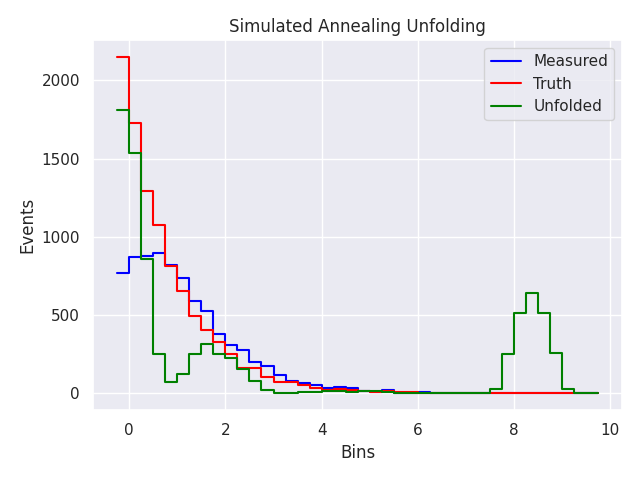 Simulated Annealing Unfolding
Measured
Truth
Unfolded
Events
2000
1500
1000
500
0
0 2 4 6 8 10
Bins